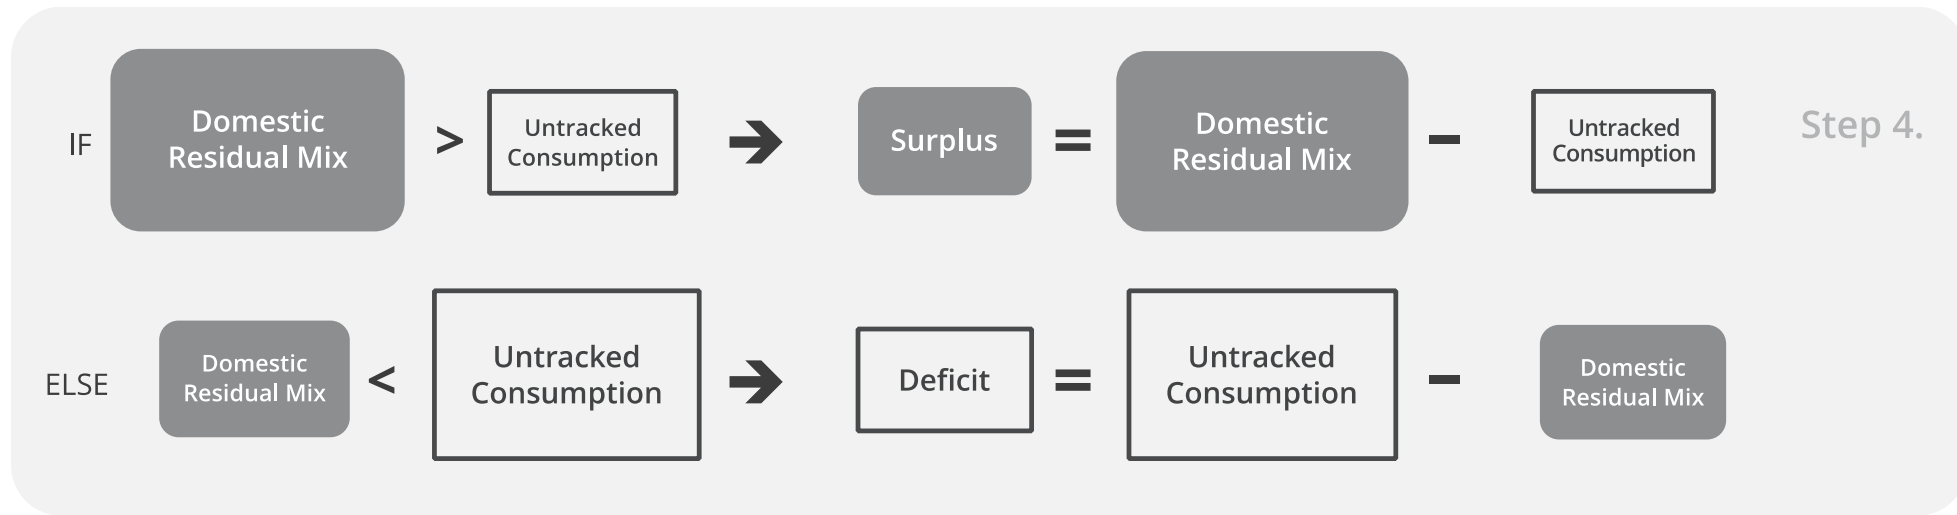 IF
Domestic
Residual Mix
>
Untracked
Consumption
➔
Surplus
=
Domestic
Residual Mix
–
Untracked
Consumption
Step 4.
ELSE
Domestic
Residual Mix
<
Untracked
Consumption
➔
Deficit
=
Untracked
Consumption
–
Domestic
Residual Mix